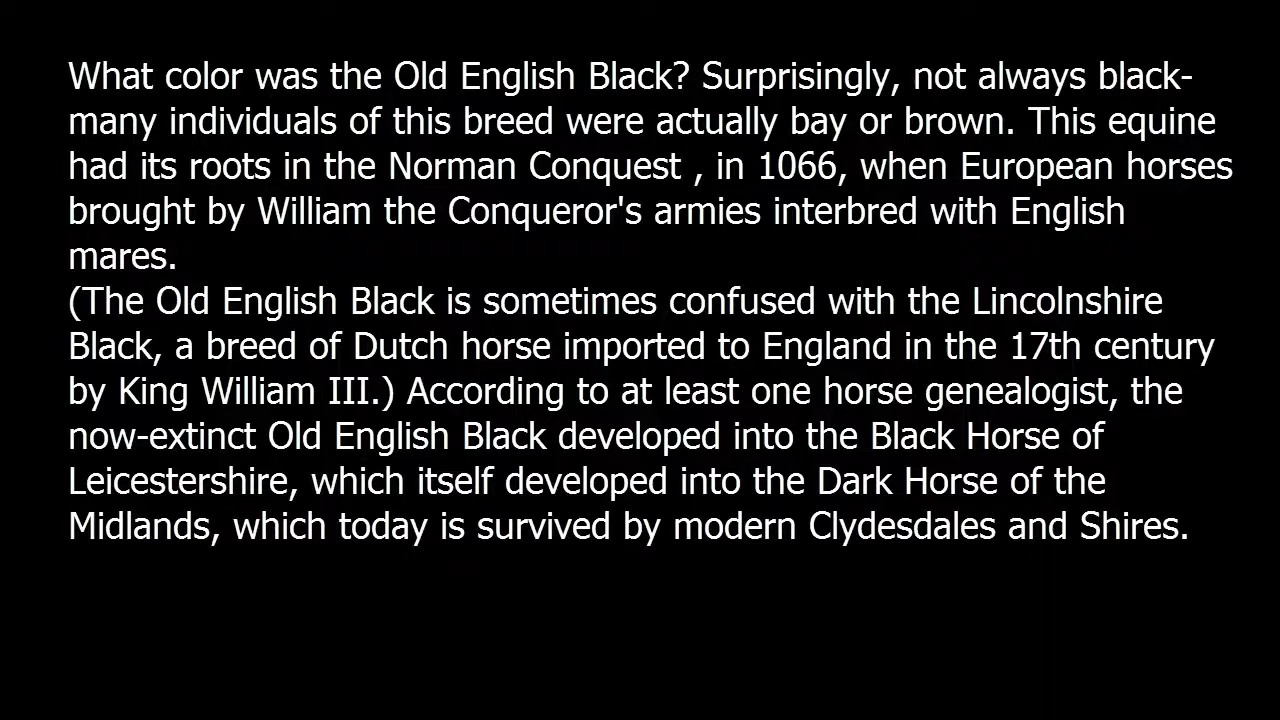 What color was the Old English Black? Surprisingly, not always black-
many individuals of this breed were actually bay or brown. This equine
had its roots in the Norman Conquest , in 1066, when European horses
brought by William the Conqueror's armies interbred with English
mares.
(The Old English Black is sometimes confused with the Lincolnshire
Black, a breed of Dutch horse imported to England in the 17th century
by King William III.) According to at least one horse genealogist, the
now-extinct Old English Black developed into the Black Horse of
Leicestershire, which itself developed into the Dark Horse of the
Midlands, which today is survived by modern Clydesdales and Shires.